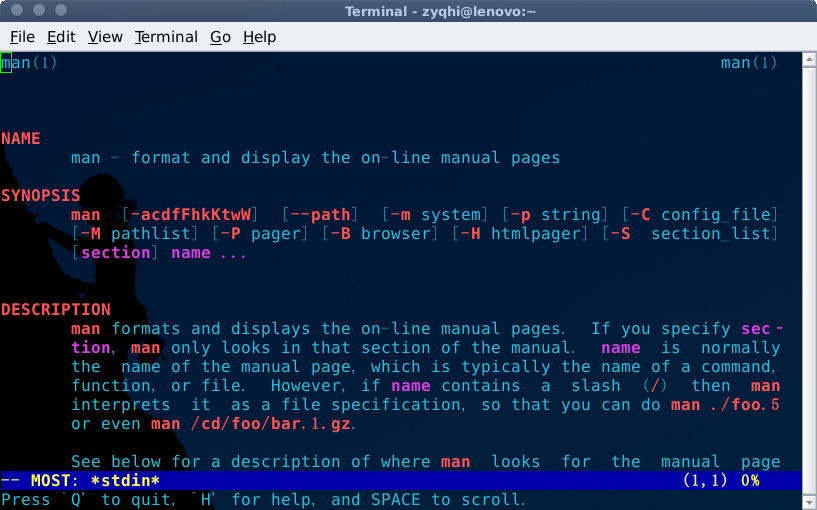 Terminal - zyqhi@lenovo:~
File Edit View Terminal Go Help
man(1) man(1)
NAME
man - format and display the on-line manual pages
SYNOPSIS
man [-acdfFhkKtwW] [--path] [-m system] [-p string] [-C config_file]
[-M pathlist] [-P pager] [-B browser] [-H htmlpager] [-S section_list]
[section] name ...
DESCRIPTION
man formats and displays the on-line manual pages. If you specify sec-
tion, man only looks in that section of the manual. name is normally
the name of the manual page, which is typically the name of a command,
function, or file. However, if name contains a slash (/) then man
interprets it as a file specification, so that you can do man ./foo.5
or even man /cd/foo/bar.1.gz.
See below for a description of where man looks for the manual page
-- MOST: *stdin* (1,1) 0%
Press `Q' to quit, `H' for help, and SPACE to scroll.